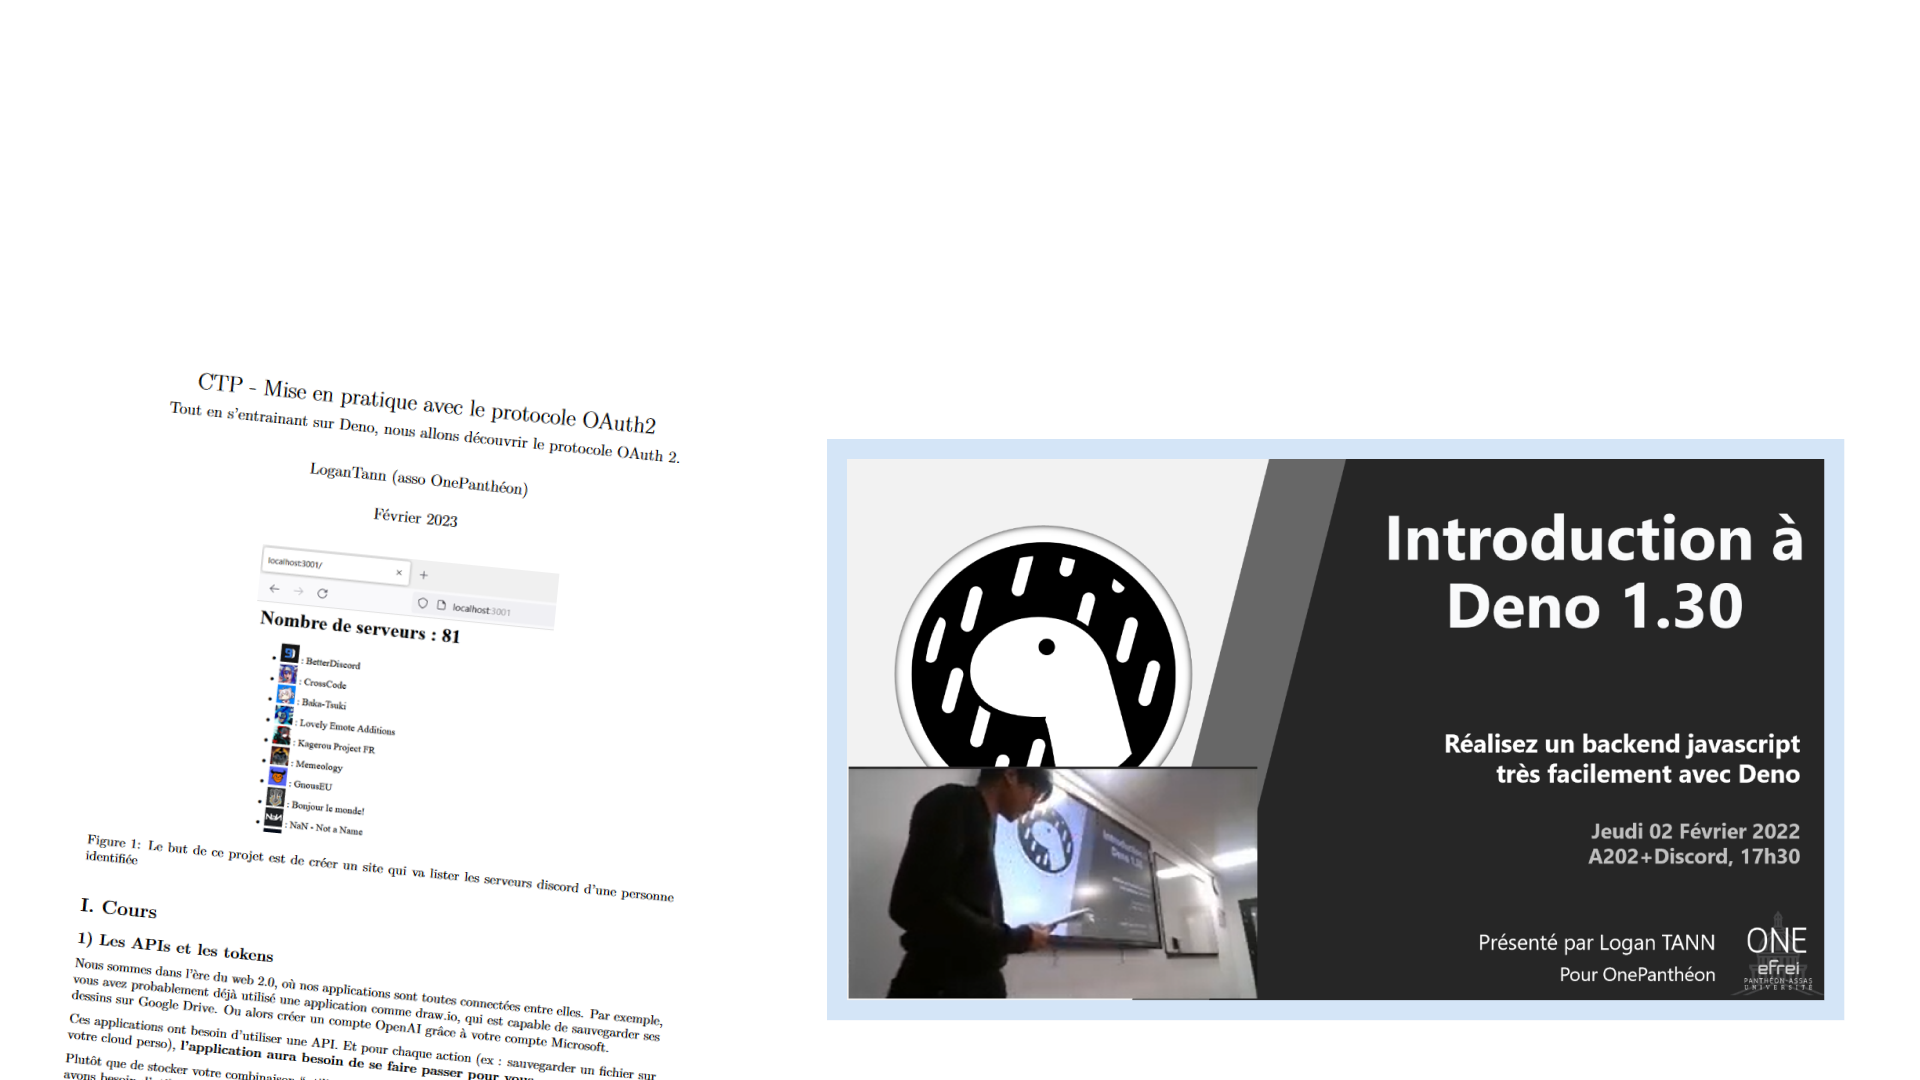 CTP - Mise en pratique avec le protocole OAuth2
Tout en s'entrainant sur Deno, nous allons découvrir le protocole OAuth 2.
LoganTann (asso OnePanthéon)
Février 2023
localhost:3001/
localhost:3001
Nombre de serveurs : 81
: BetterDiscord
: CrossCode
: Baka-Tsuki
: Lovely Emote Additions
: Kagerou Project FR
: Memeology
: GnousEU
: Bonjour le monde!
NaN
: NaN - Not a Name
Figure 1: Le but de ce projet est de créer un site qui va lister les serveurs discord d'une personne
identifiée
I. Cours
1) Les APIs et les tokens
Nous sommes dans l'ère du web 2.0, où nos applications sont toutes connectées entre elles. Par exemple,
vous avez probablement déjà utilisé une application comme draw.io, qui est capable de sauvegarder ses
dessins sur Google Drive. Ou alors créer un compte OpenAI grâce à votre compte Microsoft.
Ces applications ont besoin d'utiliser une API. Et pour chaque action (ex : sauvegarder un fichier sur
votre cloud perso), l'application aura besoin de se faire passer pour vous
Plutôt que de stocker votre combinaison
avons besoin
Introduction à
Deno 1.30
Réalisez un backend javascript
très facilement avec Deno
Jeudi 02 Février 2022
A202+Discord, 17h30
Présenté par Logan TANN
Pour OnePanthéon
ONE
efrei
PANTHÉON-ASSAS
UNIVERSITÉ
Introduction à
Deno 1.30